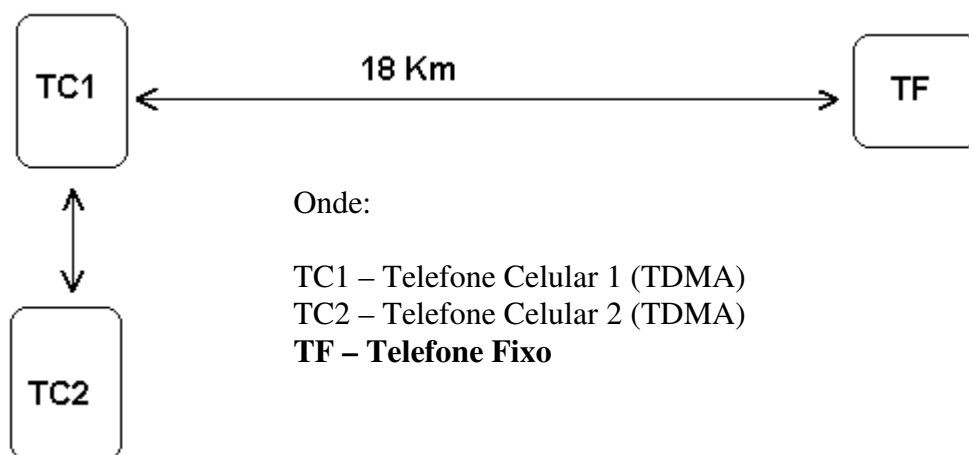 TC1
18 Km
TF
Onde:
TC1 – Telefone Celular 1 (TDMA)
TC2 – Telefone Celular 2 (TDMA)
TF – Telefone Fixo
TC2